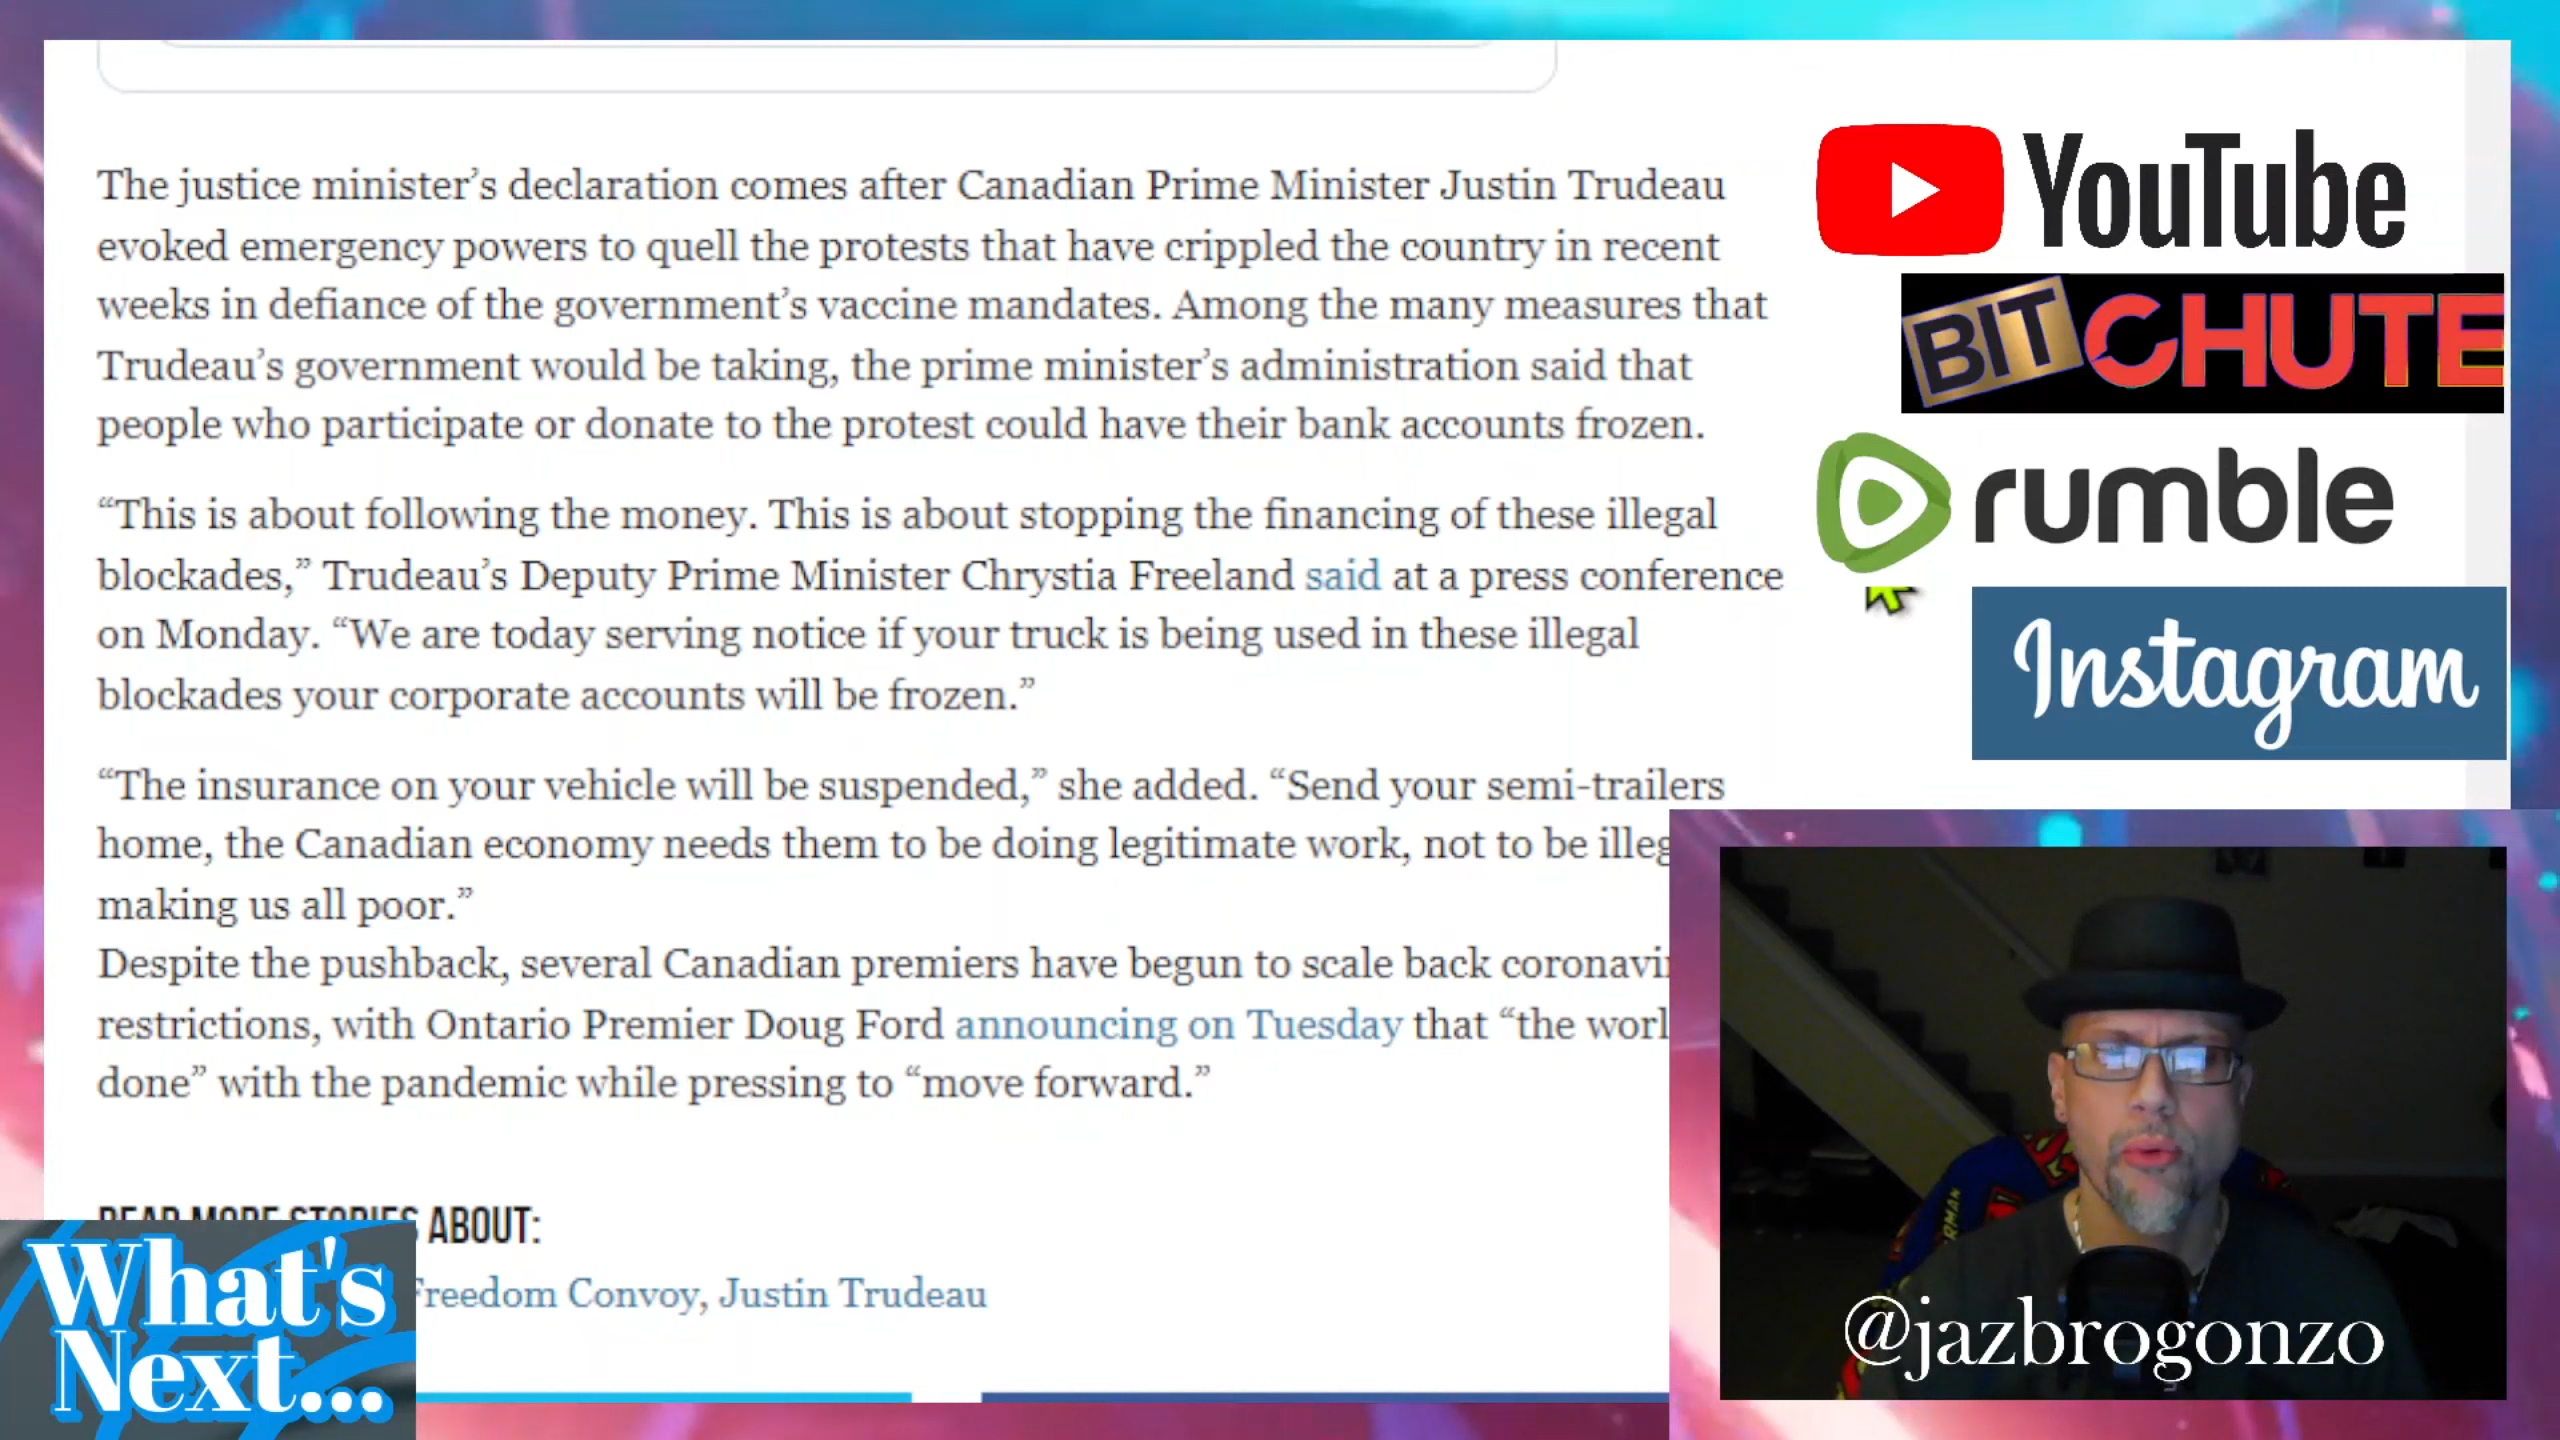 The justice minister’s declaration comes after Canadian Prime Minister Justin Trudeau
evoked emergency powers to quell the protests that have crippled the country in recent
weeks in defiance of the government’s vaccine mandates. Among the many measures that
Trudeau’s government would be taking, the prime minister’s administration said that
people who participate or donate to the protest could have their bank accounts frozen.
“This is about following the money. This is about stopping the financing of these illegal
blockades,” Trudeau’s Deputy Prime Minister Chrystia Freeland said at a press conference
on Monday. “We are today serving notice if your truck is being used in these illegal
blockades your corporate accounts will be frozen.”
“The insurance on your vehicle will be suspended,” she added. “Send your semi-trailers
home, the Canadian economy needs them to be doing legitimate work, not to be
making us all poor.”
Despite the pushback, several Canadian premiers have begun to scale back
restrictions, with Ontario Premier Doug Ford announcing on Tuesday that “the
done” with the pandemic while pressing to “move forward.”
READ MORE STORIES ABOUT:
Freedom Convoy, Justin Trudeau
YouTube
BITCHUTE
rumble
Instagram
What's
Next...
ERMAN
@jazbrogonzo